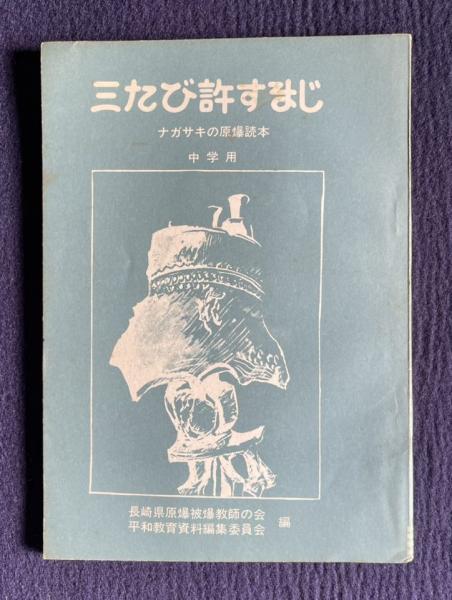 三たび許すまじ
ナガサキの原爆読本
中学用
長崎県原爆被爆教師の会
平和教育資料編集委員会 編